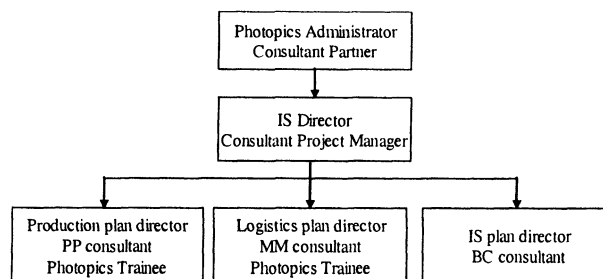 Photopics Administrator
Consultant Partner
IS Director
Consultant Project Manager
Production plan director
PP consultant
Photopics Trainee
Logistics plan director
MM consultant
Photopics Trainee
IS plan director
BC consultant